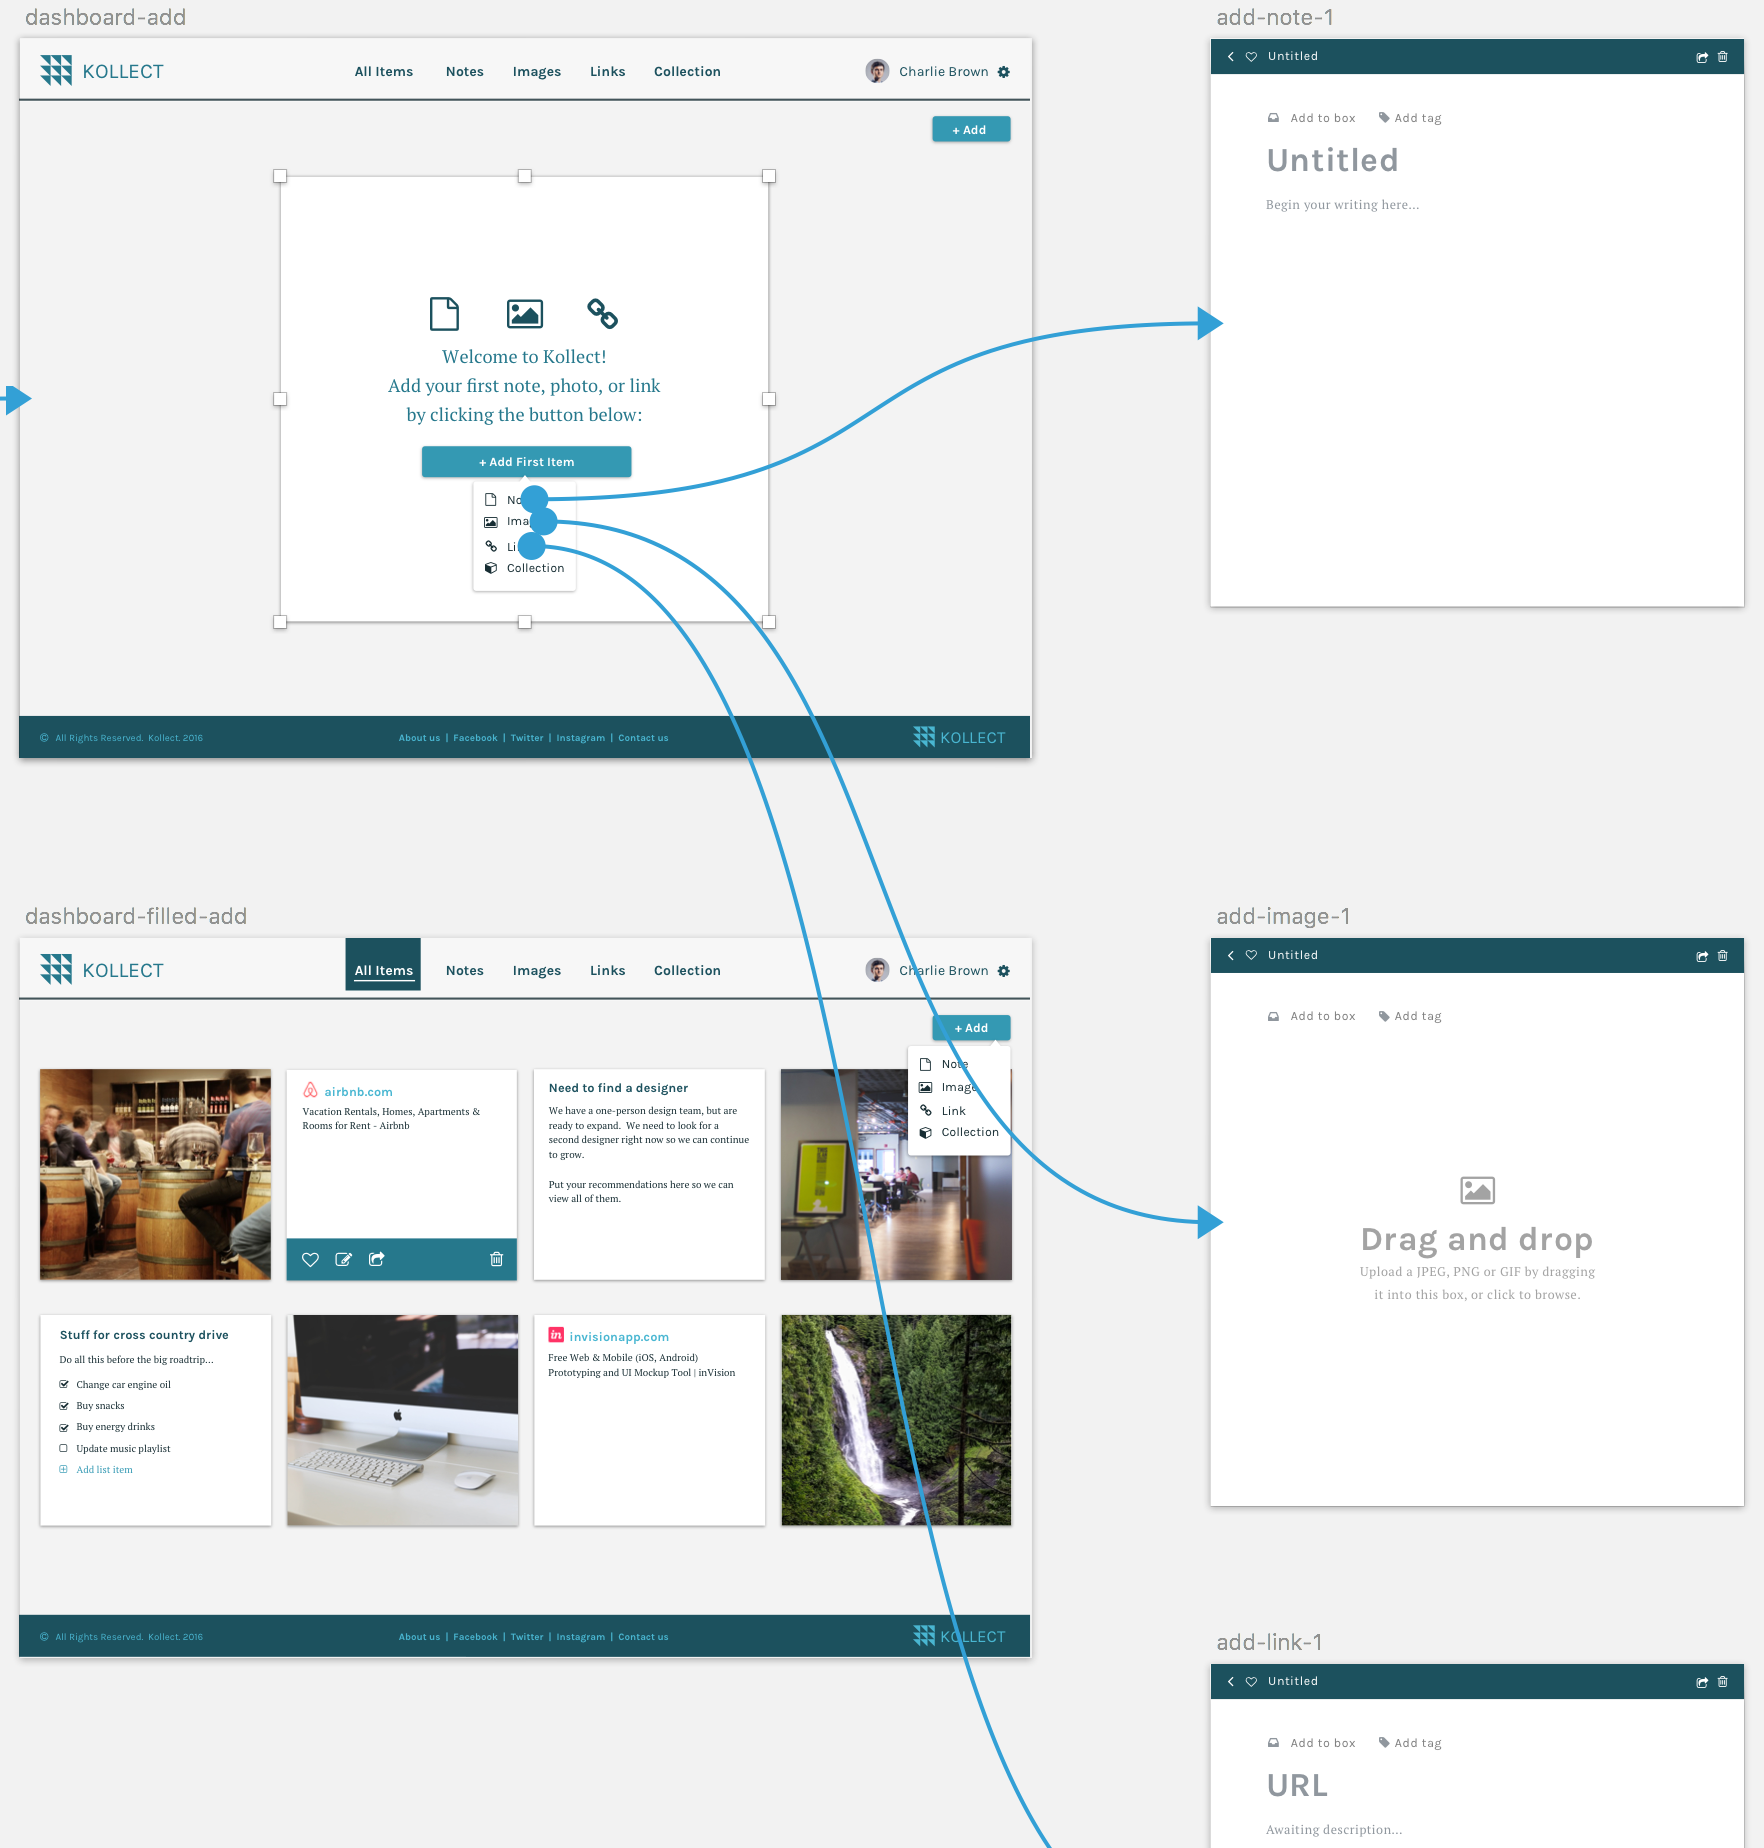 dashboard-add
KOLLECT
All Items Notes Images Links Collection
Charlie Brown
+ Add
Welcome to Kollect!
Add your first note, photo, or link
by clicking the button below:
+ Add First Item
Collection
© All Rights Reserved. Kollect. 2016
About us | Facebook | Twitter | Instagram | Contact us
KOLLECT
add-note-1
Untitled
Add to box Add tag
Untitled
Begin your writing here...
dashboard-filled-add
KOLLECT
All Items Notes Images Links Collection
Charlie Brown
+ Add
Note
Image
Link
Collection
airbnb.com
Vacation Rentals, Homes, Apartments &
Rooms for Rent - Airbnb
Need to find a designer
We have a one-person design team, but are
ready to expand. We need to look for a
second designer right now so we can continue
to grow.
Put your recommendations here so we can
view all of them.
Stuff for cross country drive
Do all this before the big roadtrip...
Change car engine oil
Buy snacks
Buy energy drinks
Update music playlist
Add list item
in invisionapp.com
Free Web & Mobile (iOS, Android)
Prototyping and UI Mockup Tool | inVision
© All Rights Reserved. Kollect. 2016
About us | Facebook | Twitter | Instagram | Contact us
KOLLECT
add-image-1
Untitled
Add to box Add tag
Drag and drop
Upload a JPEG, PNG or GIF by dragging
it into this box, or click to browse.
add-link-1
Untitled
Add to box Add tag
URL
Awaiting description...